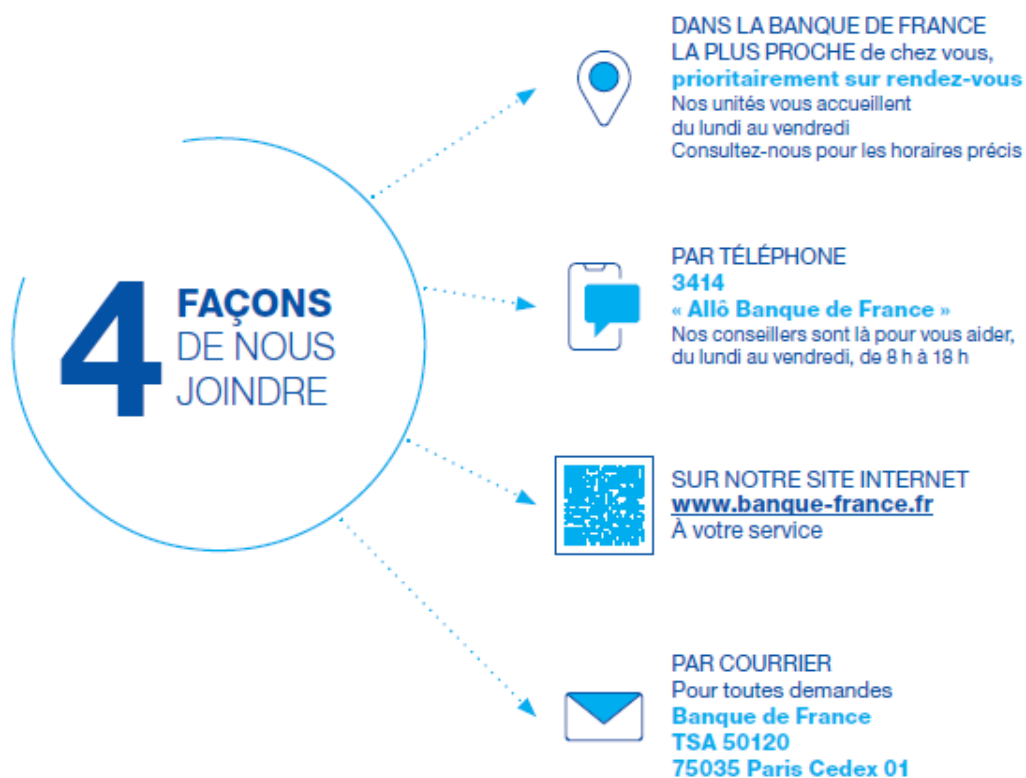 4
FAÇONS
DE NOUS
JOINDRE
DANS LA BANQUE DE FRANCE
LA PLUS PROCHE de chez vous,
prioritairement sur rendez-vous
Nos unités vous accueillent
du lundi au vendredi
Consultez-nous pour les horaires précis
PAR TÉLÉPHONE
3414
« Allô Banque de France »
Nos conseillers sont là pour vous aider,
du lundi au vendredi, de 8 h à 18 h
SUR NOTRE SITE INTERNET
www.banque-france.fr
À votre service
PAR COURRIER
Pour toutes demandes
Banque de France
TSA 50120
75035 Paris Cedex 01